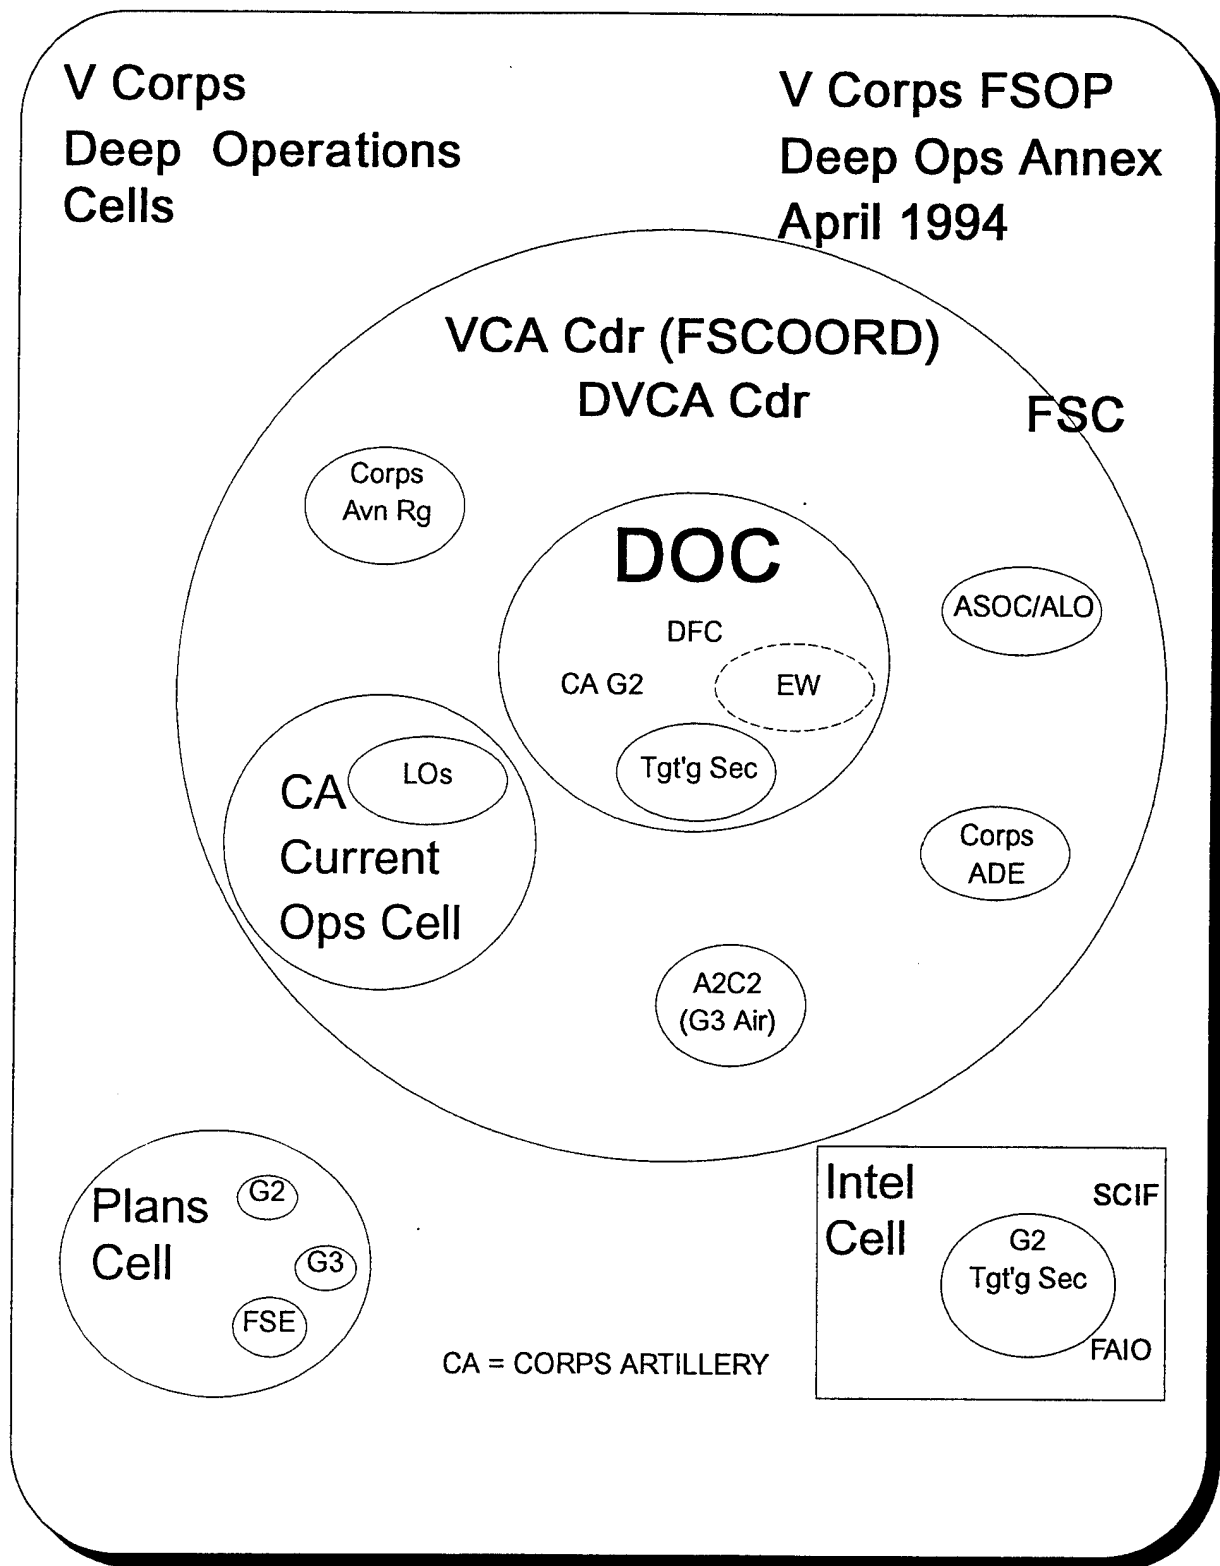 V Corps
Deep Operations
Cells
V Corps FSOP
Deep Ops Annex
April 1994
VCA Cdr (FSCOORD)
DVCA Cdr
FSC
Corps
Avn Rg
DOC
DFC
CA G2
EW
Tgt'g Sec
ASOC/ALO
LOs
CA
Current
Ops Cell
Corps
ADE
A2C2
(G3 Air)
Plans
Cell
G2
G3
FSE
CA = CORPS ARTILLERY
Intel
Cell
SCIF
G2
Tgt'g Sec
FAIO